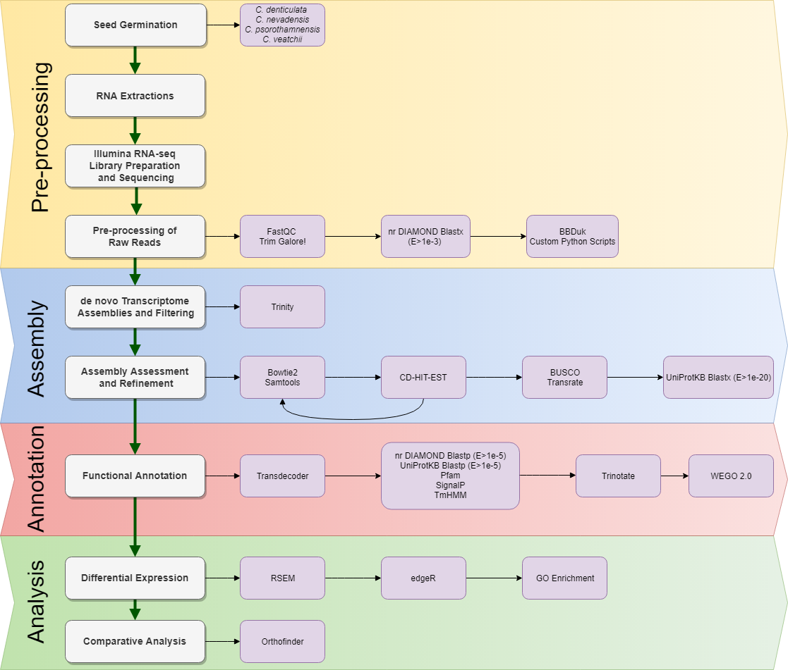 Pre-processing
Seed Germination
C. denticulata
C. nevadensis
C. psorothamnensis
C. veatchii
RNA Extractions
Illumina RNA-seq
Library Preparation
and Sequencing
Pre-processing of
Raw Reads
FastQC
Trim Galore!
nr DIAMOND Blastx
(E>1e-3)
BBDuk
Custom Python Scripts
Assembly
de novo Transcriptome
Assemblies and Filtering
Trinity
Assembly Assessment
and Refinement
Bowtie2
Samtools
CD-HIT-EST
BUSCO
Transrate
UniProtKB Blastx (E>1e-20)
Annotation
Functional Annotation
Transdecoder
nr DIAMOND Blastp (E>1e-5)
UniProtKB Blastp (E>1e-5)
Pfam
SignalP
TmHMM
Trinotate
WEGO 2.0
Analysis
Differential Expression
RSEM
edgeR
GO Enrichment
Comparative Analysis
Orthofinder